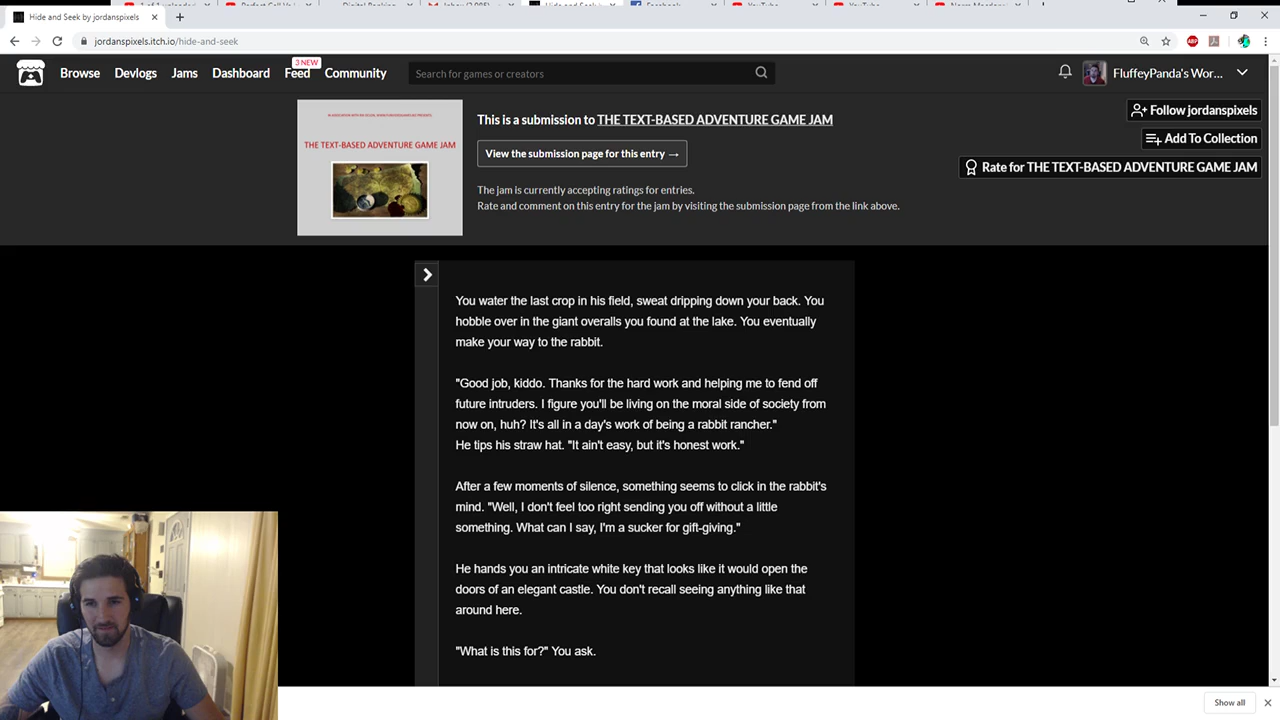 Hide and Seek by jordanspixels
jordanspixels.itch.io/hide-and-seek
ABP
Browse Devlogs Jams Dashboard Feed Community
3 NEW
Search for games or creators
FluffeyPanda's Wor...
THE TEXT-BASED ADVENTURE GAME JAM
This is a submission to THE TEXT-BASED ADVENTURE GAME JAM
View the submission page for this entry →
The jam is currently accepting ratings for entries.
Rate and comment on this entry for the jam by visiting the submission page from the link above.
Follow jordanspixels
Add To Collection
Rate for THE TEXT-BASED ADVENTURE GAME JAM
You water the last crop in his field, sweat dripping down your back. You
hobble over in the giant overalls you found at the lake. You eventually
make your way to the rabbit.
"Good job, kiddo. Thanks for the hard work and helping me to fend off
future intruders. I figure you'll be living on the moral side of society from
now on, huh? It's all in a day's work of being a rabbit rancher."
He tips his straw hat. "It ain't easy, but it's honest work."
After a few moments of silence, something seems to click in the rabbit's
mind. "Well, I don't feel too right sending you off without a little
something. What can I say, I'm a sucker for gift-giving."
He hands you an intricate white key that looks like it would open the
doors of an elegant castle. You don't recall seeing anything like that
around here.
"What is this for?" You ask.
Show all